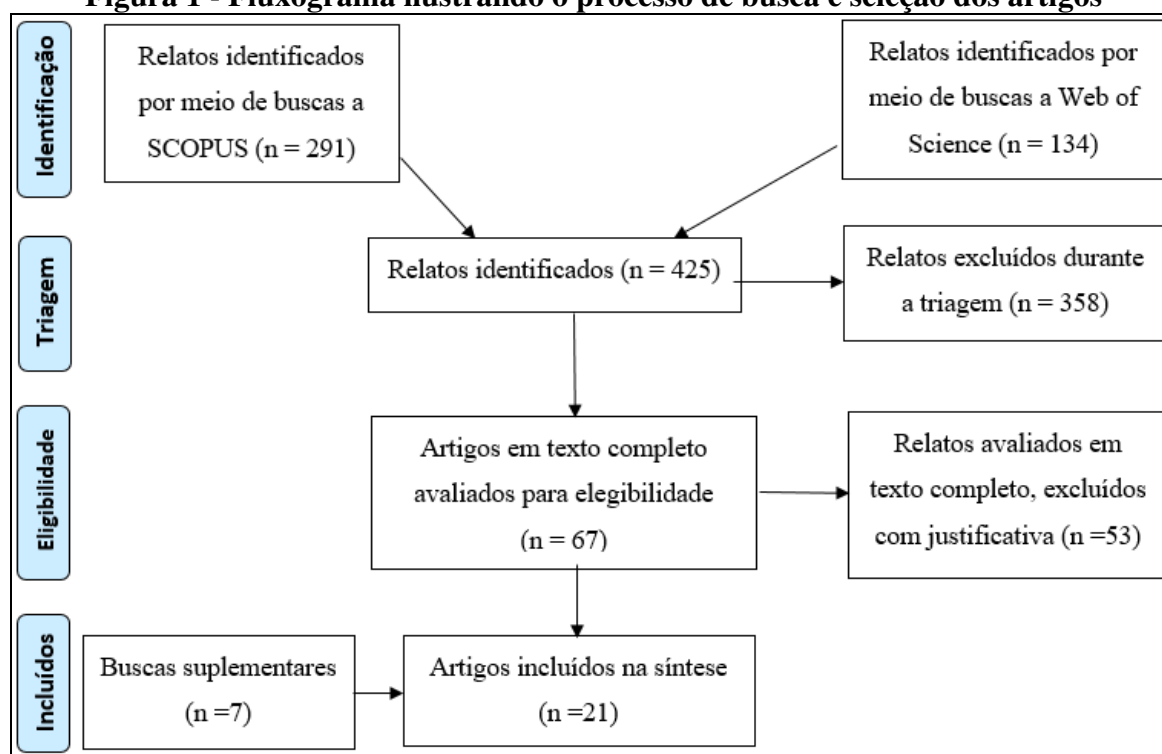 Figura 1 - Fluxograma ilustrando o processo de busca e seleção dos artigos
Identificação
Relatos identificados
por meio de buscas a
SCOPUS (n = 291)
Relatos identificados por
meio de buscas a Web of
Science (n = 134)
Triagem
Relatos identificados (n = 425)
Relatos excluídos durante
a triagem (n = 358)
Eligibilidade
Artigos em texto completo
avaliados para elegibilidade
(n = 67)
Relatos avaliados em
texto completo, excluídos
com justificativa (n =53)
Incluídos
Buscas suplementares
(n =7)
Artigos incluídos na síntese
(n =21)